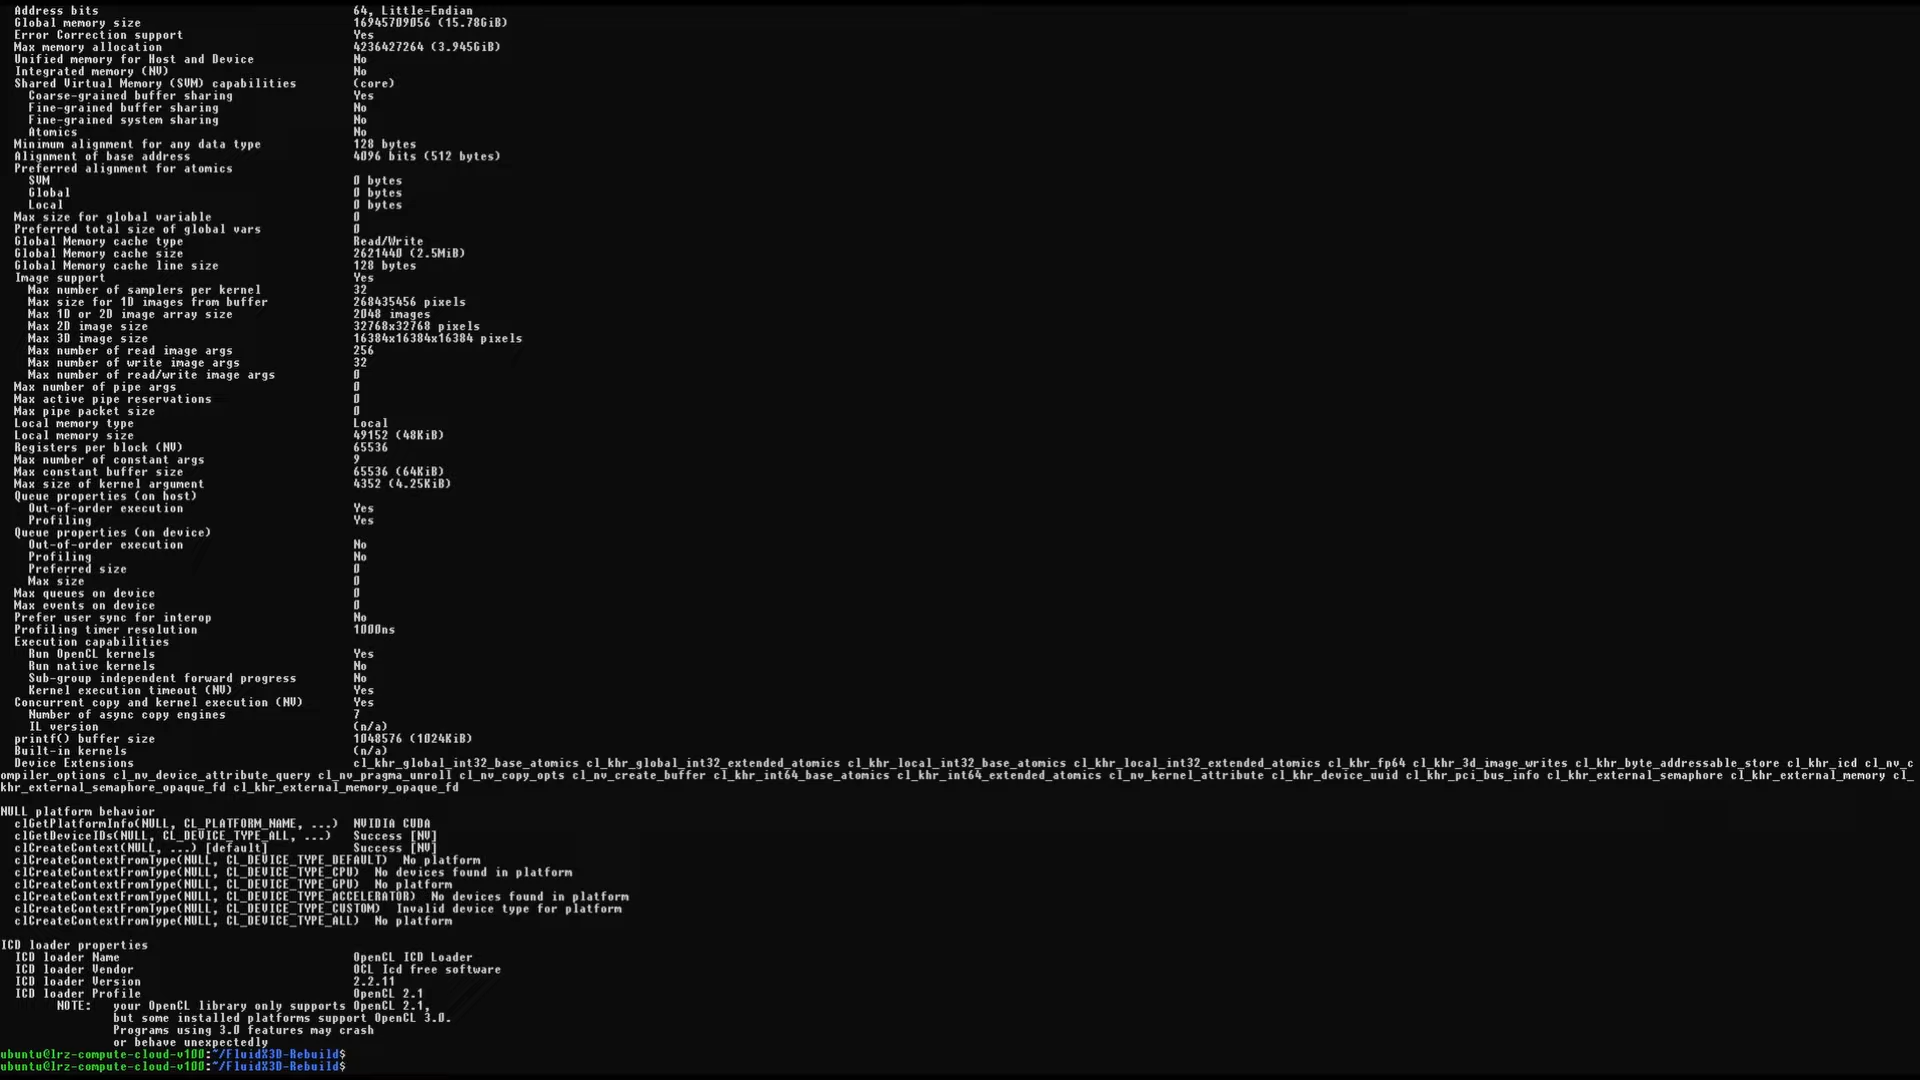 Address bits 64, Little-Endian
Global memory size 16945709056 (15.78GiB)
Error Correction support Yes
Max memory allocation 4236427264 (3.945GiB)
Unified memory for Host and Device No
Integrated memory (NV) No
Shared Virtual Memory (SVM) capabilities (core)
Coarse-grained buffer sharing Yes
Fine-grained buffer sharing No
Fine-grained system sharing No
Atomics No
Minimum alignment for any data type 128 bytes
Alignment of base address 4096 bits (512 bytes)
Preferred alignment for atomics
SVM 0 bytes
Global 0 bytes
Local 0 bytes
Max size for global variable 0
Preferred total size of global vars 0
Global Memory cache type Read/Write
Global Memory cache size 2621440 (2.5MiB)
Global Memory cache line size 128 bytes
Image support Yes
Max number of samplers per kernel 32
Max size for 1D images from buffer 268435456 pixels
Max 1D or 2D image array size 2048 images
Max 2D image size 32768x32768 pixels
Max 3D image size 16384x16384x16384 pixels
Max number of read image args 256
Max number of write image args 32
Max number of read/write image args 0
Max number of pipe args 0
Max active pipe reservations 0
Max pipe packet size 0
Local memory type Local
Local memory size 49152 (48KiB)
Registers per block (NV) 65536
Max number of constant args 9
Max constant buffer size 65536 (64KiB)
Max size of kernel argument 4352 (4.25KiB)
Queue properties (on host)
Out-of-order execution Yes
Profiling Yes
Queue properties (on device)
Out-of-order execution No
Profiling No
Preferred size 0
Max size 0
Max queues on device 0
Max events on device 0
Prefer user sync for interop No
Profiling timer resolution 1000ns
Execution capabilities
Run OpenCL kernels Yes
Run native kernels No
Sub-group independent forward progress No
Kernel execution timeout (NV) Yes
Concurrent copy and kernel execution (NV) Yes
Number of async copy engines 7
IL version (n/a)
printf() buffer size 1048576 (1024KiB)
Built-in kernels (n/a)
Device Extensions cl_khr_global_int32_base_atomics cl_khr_global_int32_extended_atomics cl_khr_local_int32_base_atomics cl_khr_local_int32_extended_atomics cl_khr_fp64 cl_khr_3d_image_writes cl_khr_byte_addressable_store cl_khr_icd cl_nv_c
ompiler_options cl_nv_device_attribute_query cl_nv_pragma_unroll cl_nv_copy_opts cl_nv_create_buffer cl_khr_int64_base_atomics cl_khr_int64_extended_atomics cl_nv_kernel_attribute cl_khr_device_uuid cl_khr_pci_bus_info cl_khr_external_semaphore cl_khr_external_memory cl_
khr_external_semaphore_opaque_fd cl_khr_external_memory_opaque_fd
NULL platform behavior
clGetPlatformInfo(NULL, CL_PLATFORM_NAME, ...) NVIDIA CUDA
clGetDeviceIDs(NULL, CL_DEVICE_TYPE_ALL, ...) Success [NV]
clCreateContext(NULL, ...) [default] Success [NV]
clCreateContextFromType(NULL, CL_DEVICE_TYPE_DEFAULT) No platform
clCreateContextFromType(NULL, CL_DEVICE_TYPE_CPU) No devices found in platform
clCreateContextFromType(NULL, CL_DEVICE_TYPE_GPU) No platform
clCreateContextFromType(NULL, CL_DEVICE_TYPE_ACCELERATOR) No devices found in platform
clCreateContextFromType(NULL, CL_DEVICE_TYPE_CUSTOM) Invalid device type for platform
clCreateContextFromType(NULL, CL_DEVICE_TYPE_ALL) No platform
ICD loader properties
ICD loader Name OpenCL ICD Loader
ICD loader Vendor OCL Icd free software
ICD loader Version 2.2.11
ICD loader Profile OpenCL 2.1
NOTE: your OpenCL library only supports OpenCL 2.1,
but some installed platforms support OpenCL 3.0.
Programs using 3.0 features may crash
or behave unexpectedly
ubuntu@lrz-compute-cloud-v100:~/FluidX3D-Rebuild$
ubuntu@lrz-compute-cloud-v100:~/FluidX3D-Rebuild$